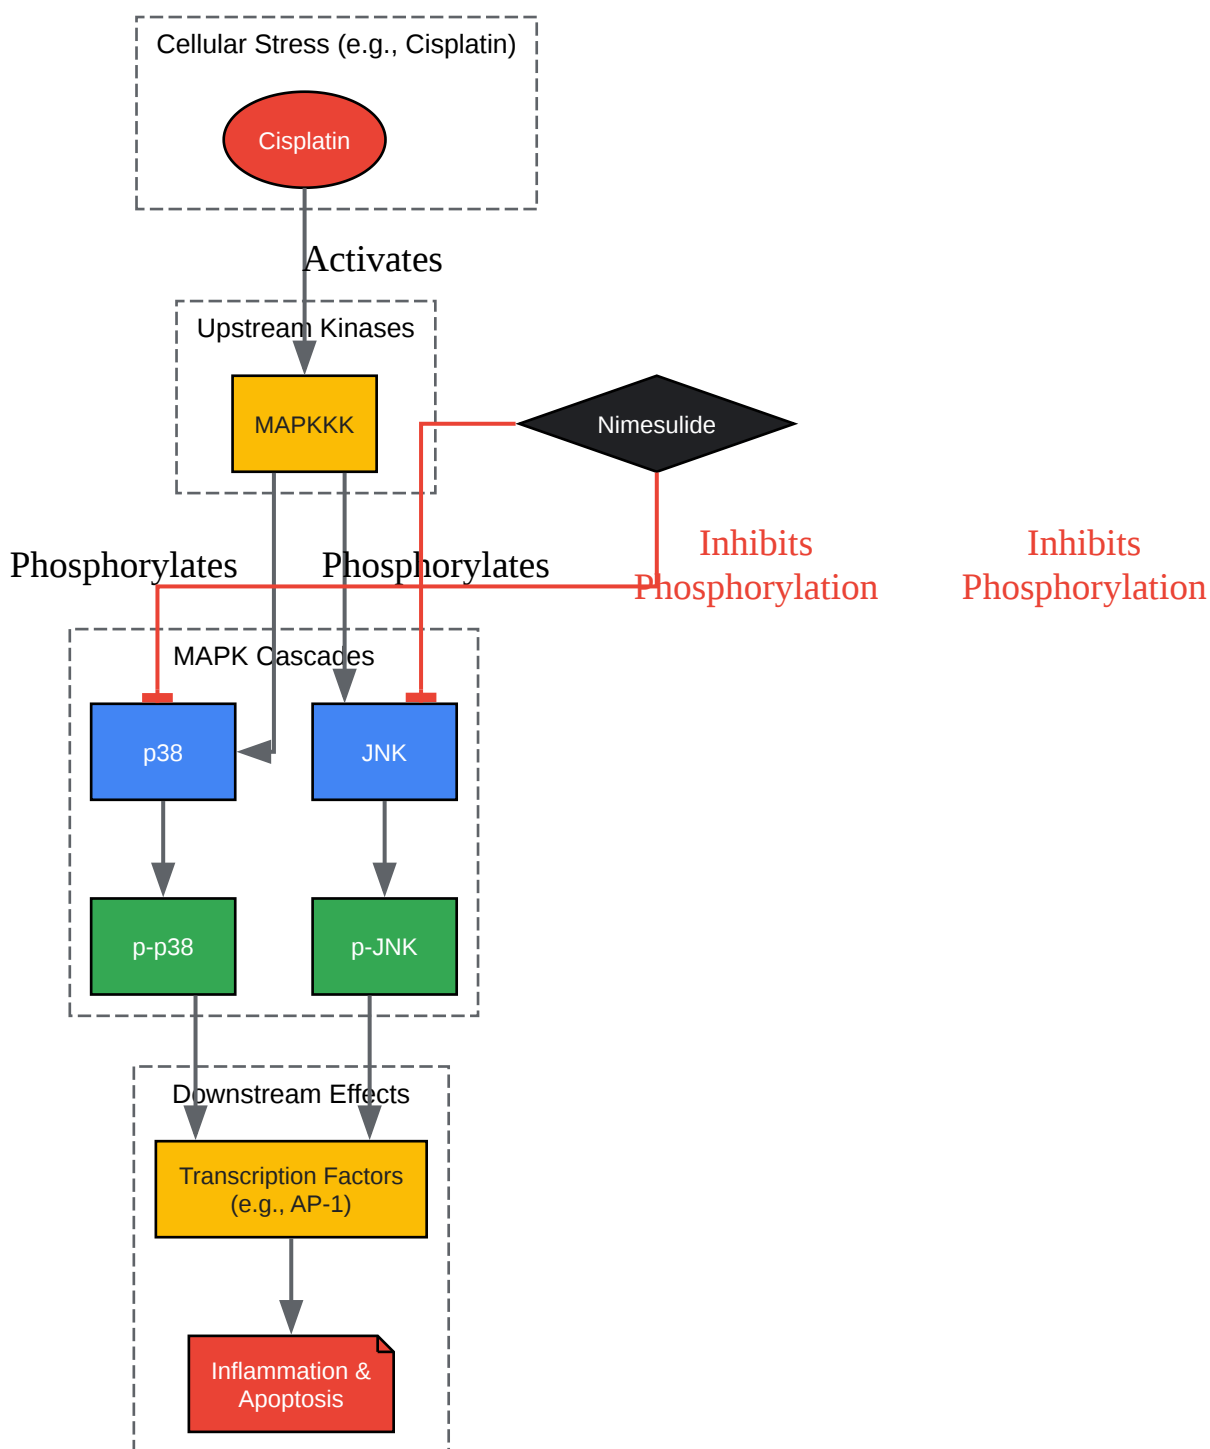 Cellular Stress (e.g., Cisplatin)
Cisplatin
Activates
Upstream Kinases
MAPKKK
Nimesulide
Phosphorylates
Phosphorylates
Inhibits
Phosphorylation
Inhibits
Phosphorylation
MAPK Cascades
p38
JNK
p-p38
p-JNK
Downstream Effects
Transcription Factors
(e.g., AP-1)
Inflammation &
Apoptosis